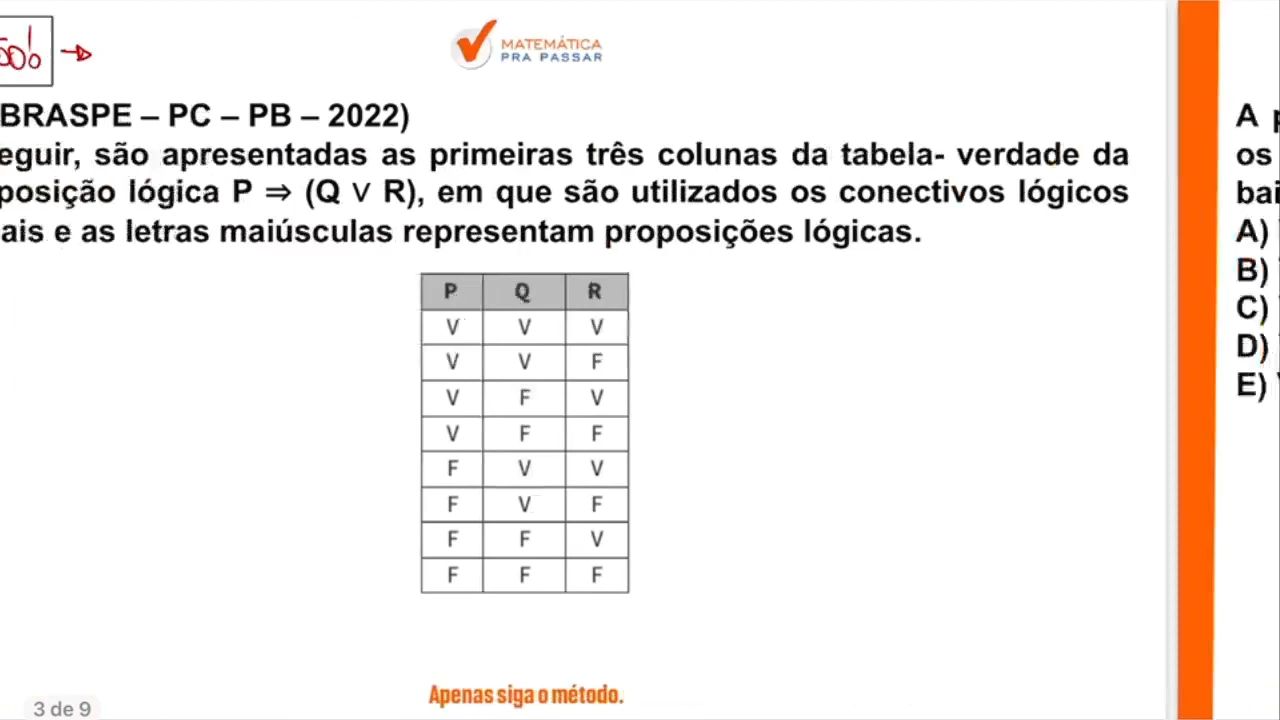 MATEMÁTICA
PRA PASSAR
BRASPE – PC – PB – 2022)
eguir, são apresentadas as primeiras três colunas da tabela- verdade da
posição lógica P ⇒ (Q ∨ R), em que são utilizados os conectivos lógicos
ais e as letras maiúsculas representam proposições lógicas.
P Q R
V V V
V V F
V F V
V F F
F V V
F V F
F F V
F F F
Apenas siga o método.
3 de 9
A
os
bai
A)
B)
C)
D)
E)